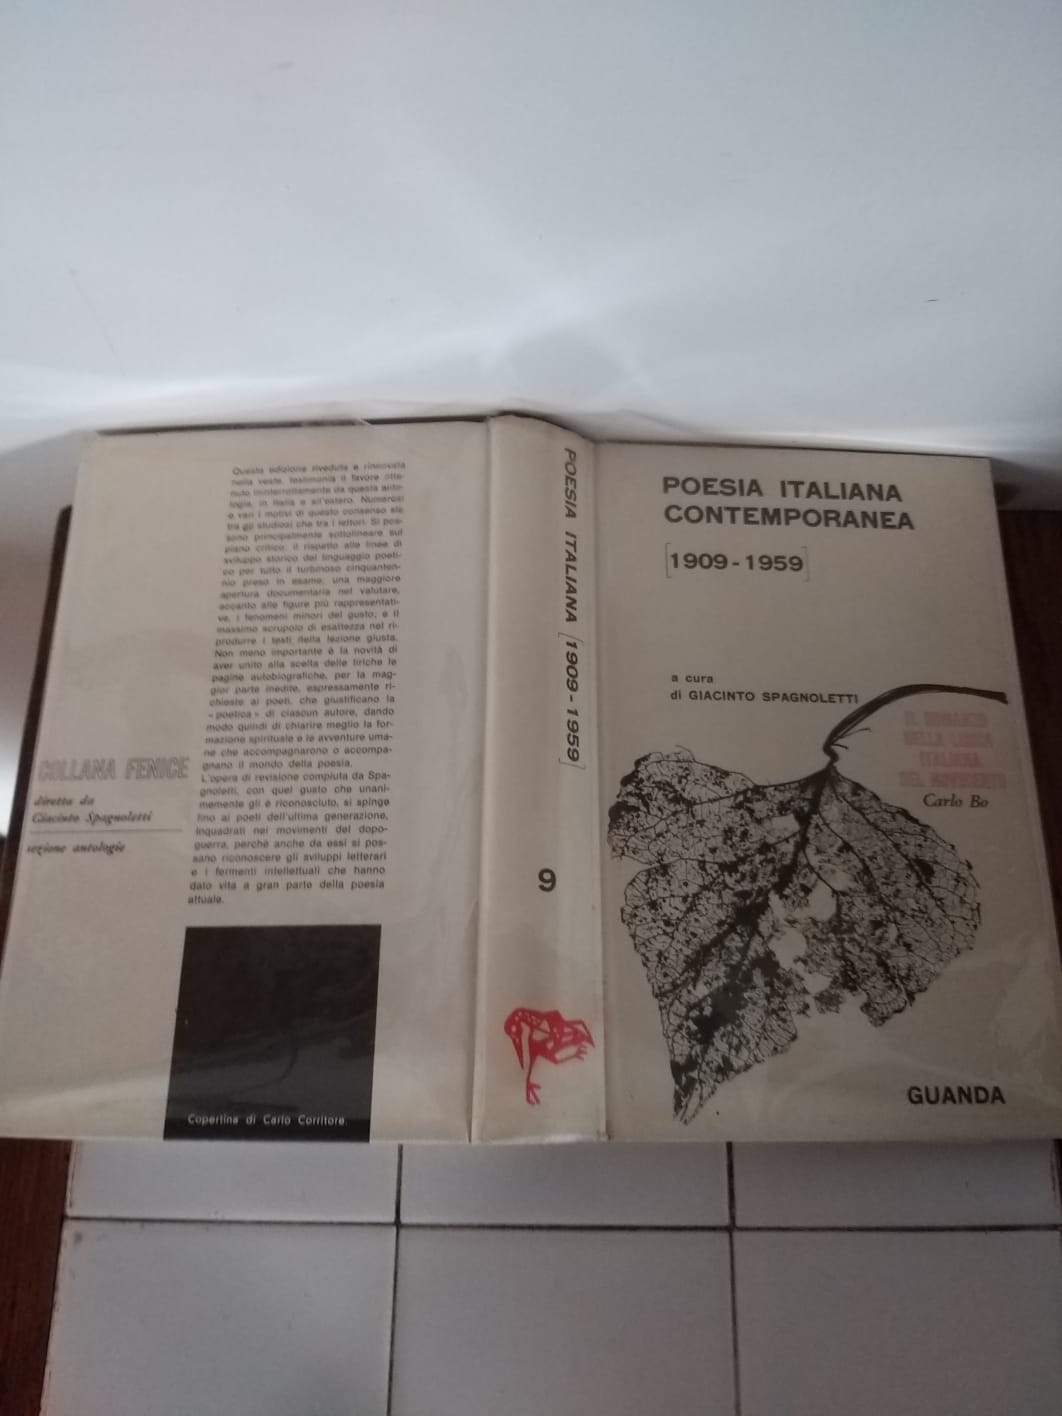 Questa edizione riveduta e rinnovata
nella veste, testimonia il favore otte-
nuto ininterrottamente da questa anto-
logia, in Italia e all'estero. Numerosi
e vari i motivi di questo consenso sia
tra gli studiosi che tra i lettori. Si pos-
sono principalmente sottolineare sul
piano critico: il rispetto alle linee di
sviluppo storico del linguaggio poeti-
co per tutto il turbinoso cinquanten-
nio preso in esame; una maggiore
apertura documentaria nel valutare,
accanto alle figure più rappresentati-
ve, i fenomeni minori del gusto; e il
massimo scrupolo di esattezza nel ri-
produrre i testi nella lezione giusta.
Non meno importante è la novità di
aver unito alla scelta delle liriche le
pagine autobiografiche, per la mag-
gior parte inedite, espressamente ri-
chieste ai poeti, che giustificano la
«poetica» di ciascun autore, dando
modo quindi di chiarire meglio la for-
mazione spirituale e le avventure uma-
ne che accompagnarono o accompa-
gnano il mondo della poesia.
L'opera di revisione compiuta da Spa-
gnoletti, con quel gusto che unani-
memente gli è riconosciuto, si spinge
fino ai poeti dell'ultima generazione,
inquadrati nei movimenti del dopo-
guerra, perchè anche da essi si pos-
sano riconoscere gli sviluppi letterari
e i fermenti intellettuali che hanno
dato vita a gran parte della poesia
attuale.
COLLANA FENICE
diretta da
Giacinto Spagnoletti
sezione antologie
Copertina di Carlo Corritore.
POESIA ITALIANA [1909-1959]
9
POESIA ITALIANA
CONTEMPORANEA
[1909-1959]
a cura
di GIACINTO SPAGNOLETTI
IL ROMANZO
DELLA LIRICA
ITALIANA
DEL NOVECENTO
Carlo Bo
GUANDA